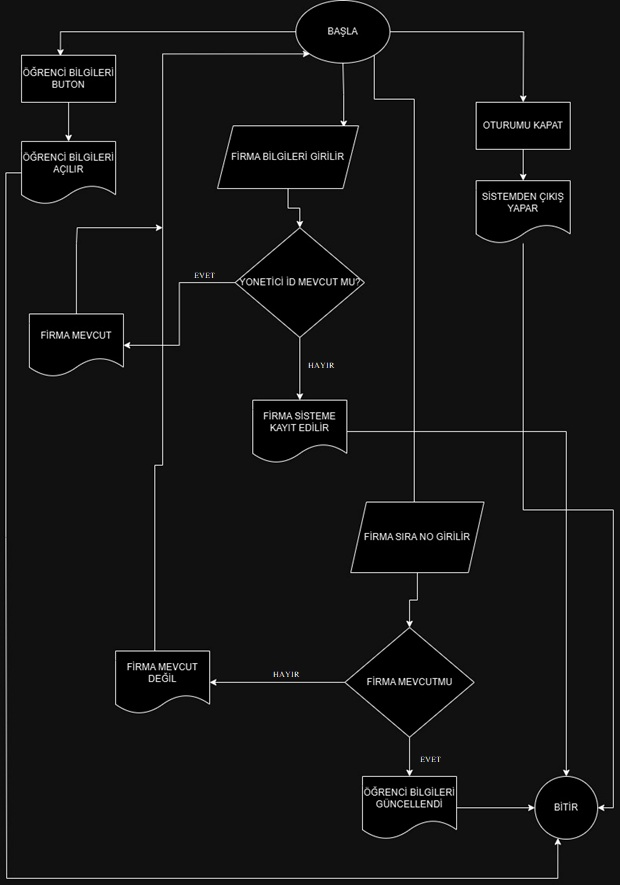 BAŞLA
ÖĞRENCİ BİLGİLERİ
BUTON
OTURUMU KAPAT
ÖĞRENCİ BİLGİLERİ
AÇILIR
FİRMA BİLGİLERİ GİRİLİR
SİSTEMDEN ÇIKIŞ
YAPAR
EVET
YONETİCİ İD MEVCUT MU?
FİRMA MEVCUT
HAYIR
FİRMA SİSTEME
KAYIT EDİLİR
FİRMA SIRA NO GİRİLİR
FİRMA MEVCUT
DEĞİL
HAYIR
FİRMA MEVCUTMU
EVET
ÖĞRENCİ BİLGİLERİ
GÜNCELLENDİ
BİTİR